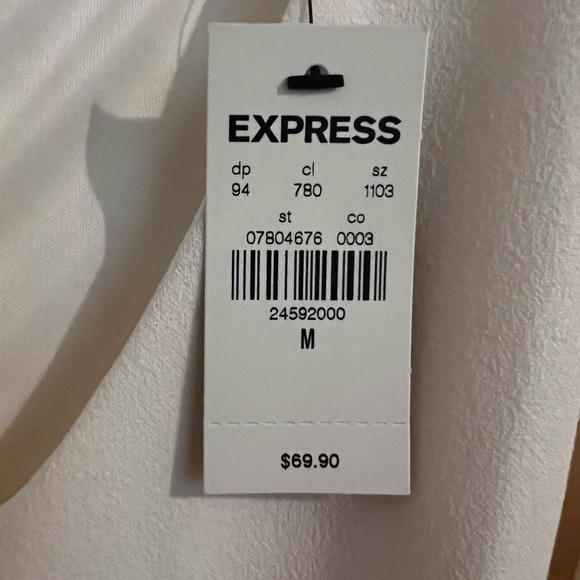 EXPRESS
dp cl sz
94 780 1103
st co
07804676 0003
24592000
M
$69.90